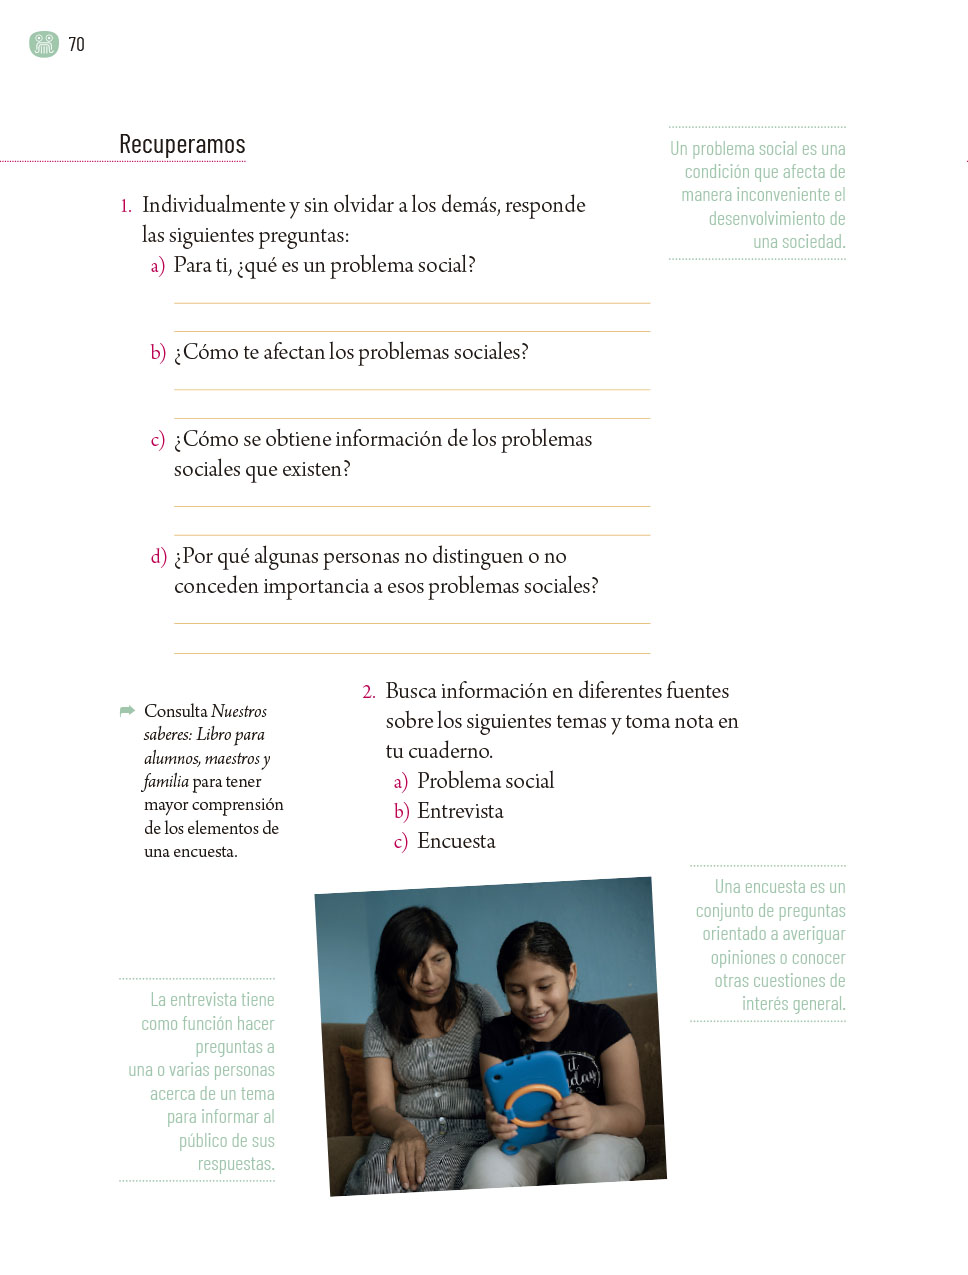 70
Recuperamos
Un problema social es una
condición que afecta de
manera inconveniente el
desenvolvimiento de
una sociedad.
1. Individualmente y sin olvidar a los demás, responde
las siguientes preguntas:
a) Para ti, ¿qué es un problema social?
b) ¿Cómo te afectan los problemas sociales?
c) ¿Cómo se obtiene información de los problemas
sociales que existen?
d) ¿Por qué algunas personas no distinguen o no
conceden importancia a esos problemas sociales?
2. Busca información en diferentes fuentes
sobre los siguientes temas y toma nota en
tu cuaderno.
a) Problema social
b) Entrevista
c) Encuesta
Consulta Nuestros
saberes: Libro para
alumnos, maestros y
familia para tener
mayor comprensión
de los elementos de
una encuesta.
Una encuesta es un
conjunto de preguntas
orientado a averiguar
opiniones o conocer
otras cuestiones de
interés general.
La entrevista tiene
como función hacer
preguntas a
una o varias personas
acerca de un tema
para informar al
público de sus
respuestas.